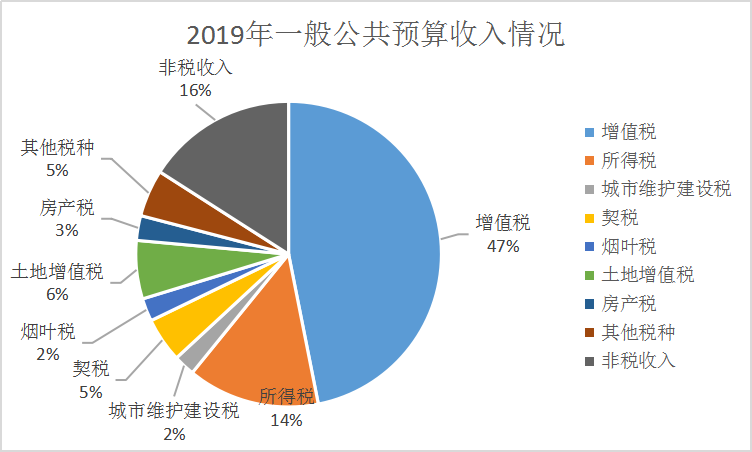 2019年一般公共预算收入情况
非税收入
16%
其他税种
5%
房产税
3%
土地增值税
6%
烟叶税
2%
契税
5%
城市维护建设税
2%
所得税
14%
增值税
47%
增值税
所得税
城市维护建设税
契税
烟叶税
土地增值税
房产税
其他税种
非税收入